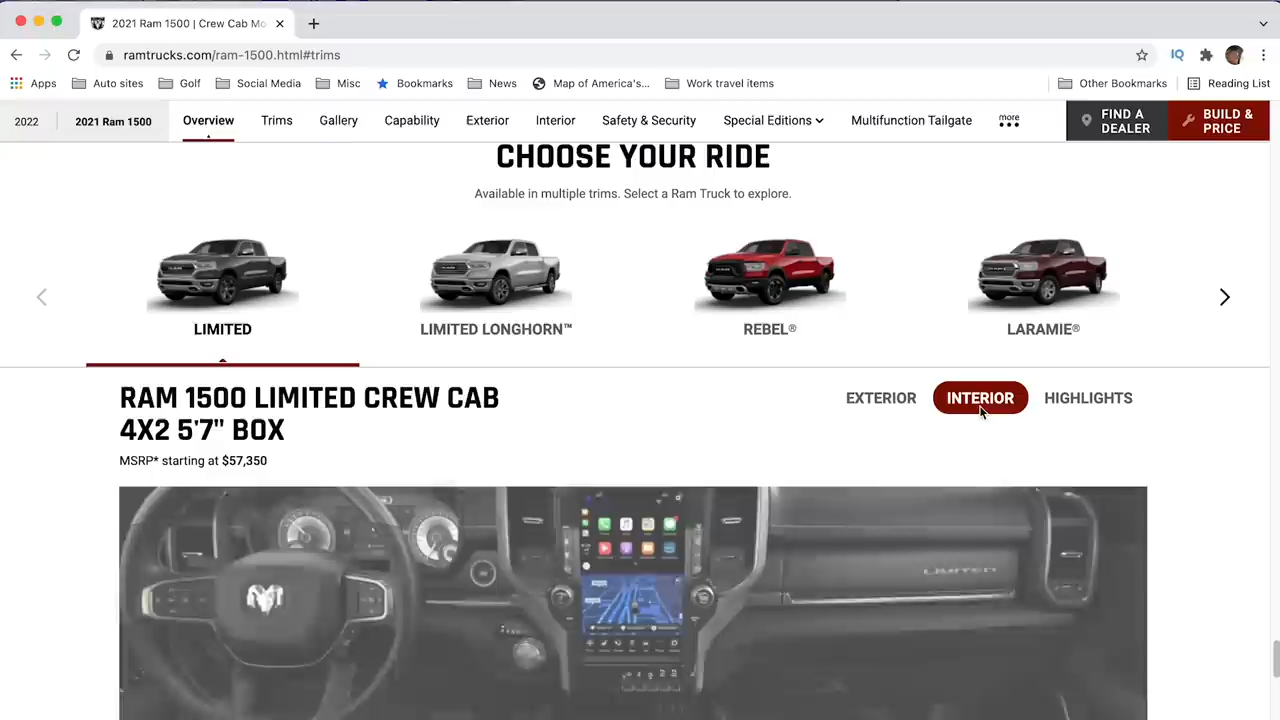 2021 Ram 1500 | Crew Cab Mo
ramtrucks.com/ram-1500.html#trims
IQ
Apps Auto sites Golf Social Media Misc Bookmarks News Map of America's... Work travel items Other Bookmarks Reading List
2022 2021 Ram 1500 Overview Trims Gallery Capability Exterior Interior Safety & Security Special Editions Multifunction Tailgate more FIND A DEALER BUILD & PRICE
CHOOSE YOUR RIDE
Available in multiple trims. Select a Ram Truck to explore.
LIMITED LIMITED LONGHORN™ REBEL® LARAMIE®
RAM 1500 LIMITED CREW CAB
4X2 5'7" BOX
EXTERIOR INTERIOR HIGHLIGHTS
MSRP* starting at $57,350
LIMITED